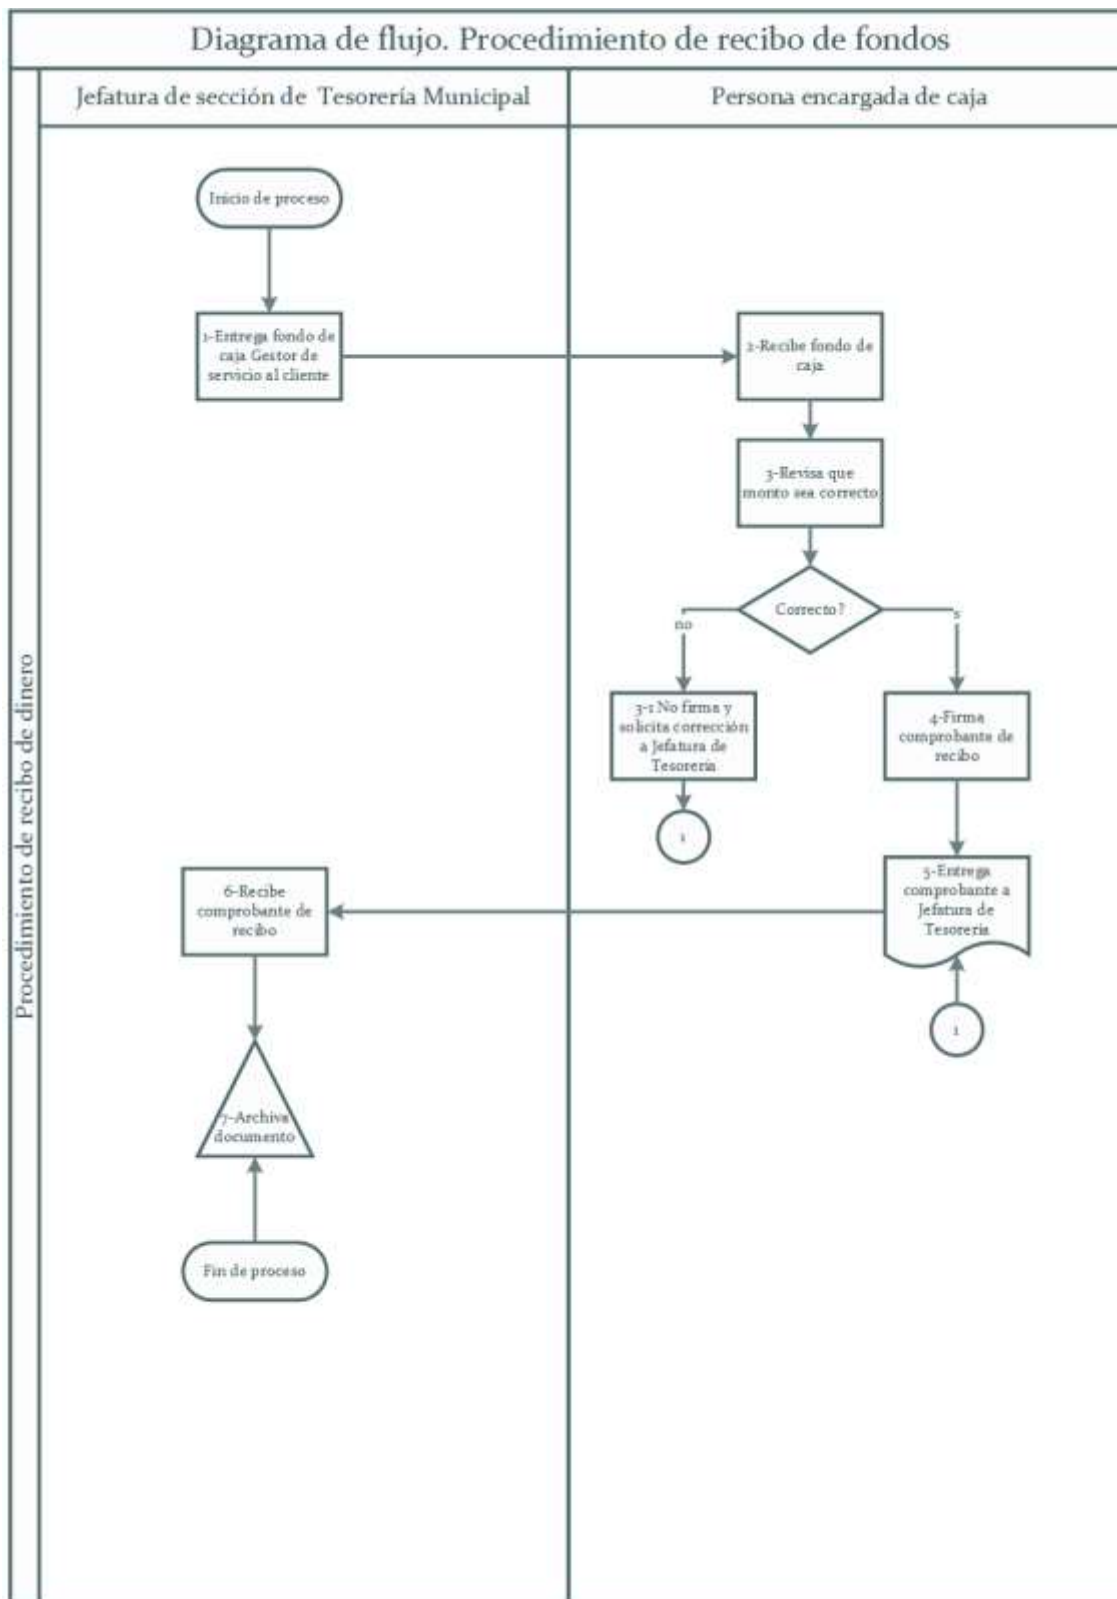 Diagrama de flujo. Procedimiento de recibo de fondos
Jefatura de sección de Tesorería Municipal
Persona encargada de caja
Procedimiento de recibo de dinero
Inicio de proceso
1-Entrega fondo de
caja Gestor de
servicio al cliente
2-Recibe fondo de
caja
3-Revisa que
monto sea correcto
Correcto?
no
s
3-1 No firma y
solicita corrección
a Jefatura de
Tesorería
4-Firma
comprobante de
recibo
1
5-Entrega
comprobante a
Jefatura de
Tesorería
6-Recibe
comprobante de
recibo
1
7-Archiva
documento
Fin de proceso